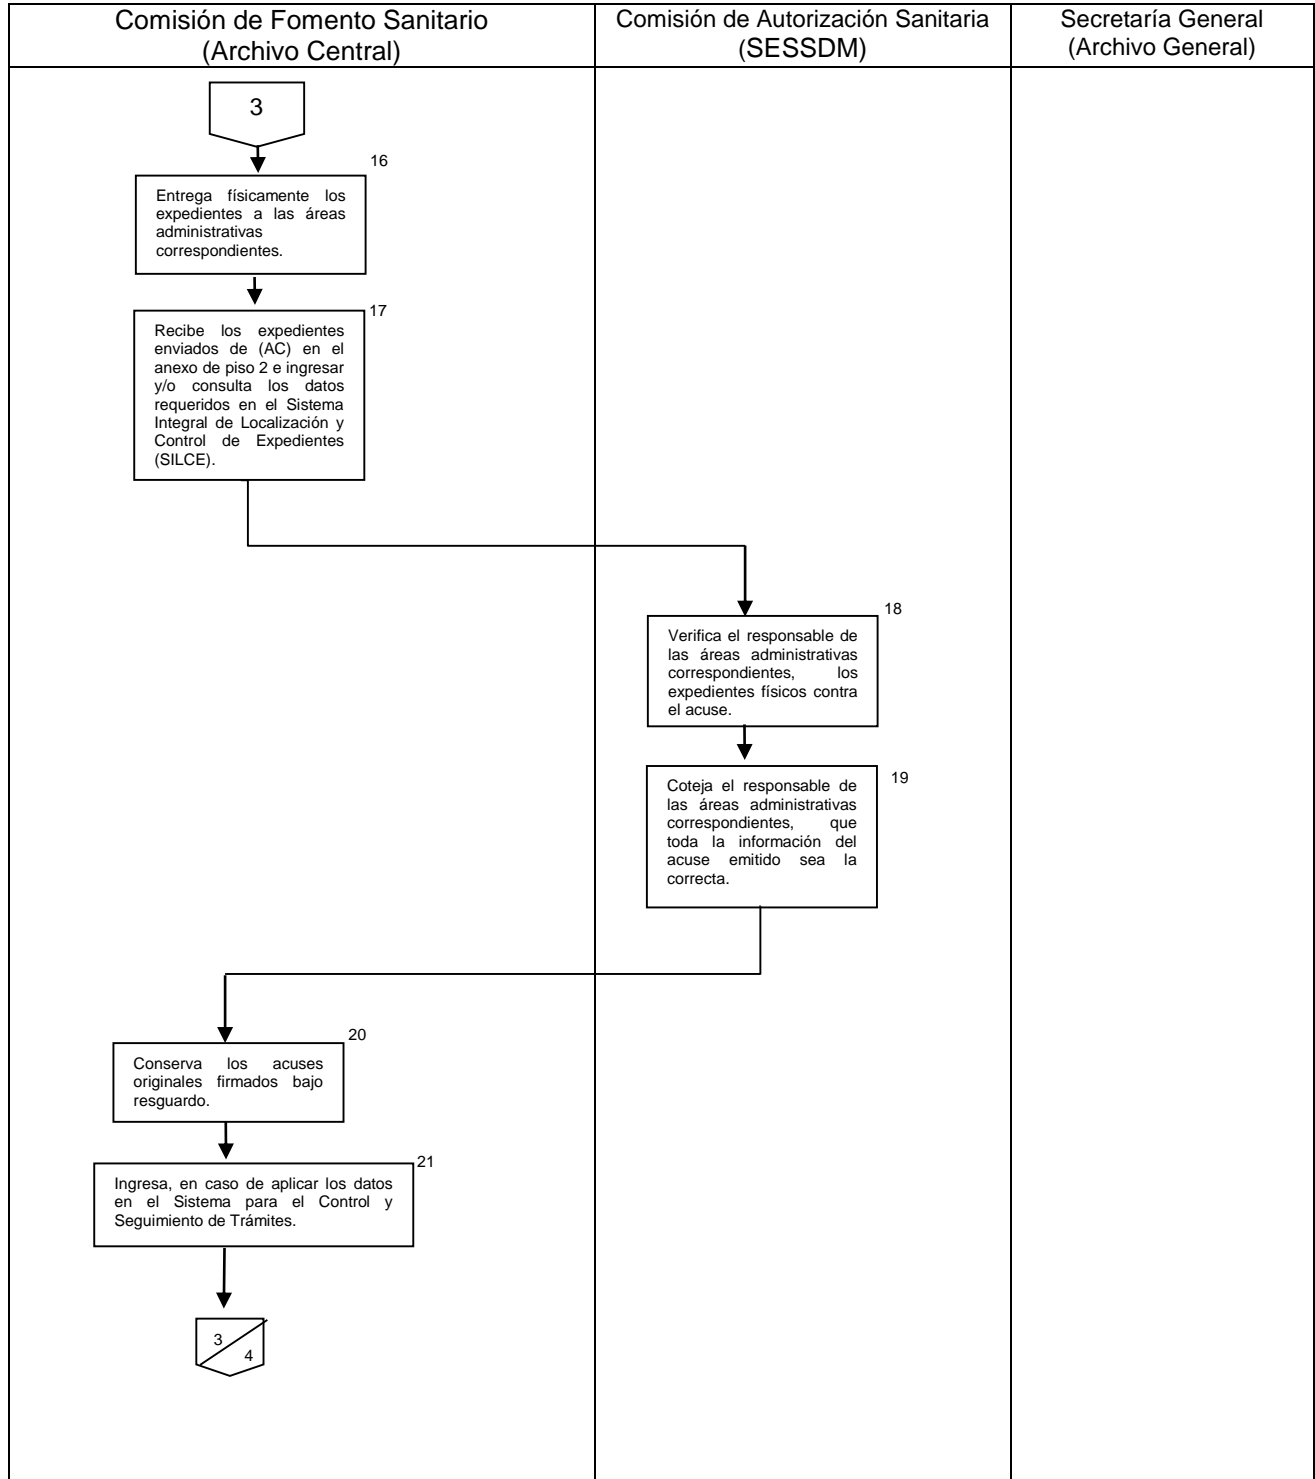 Comisión de Fomento Sanitario
(Archivo Central)
Comisión de Autorización Sanitaria
(SESSDM)
Secretaría General
(Archivo General)
3
16
Entrega físicamente los
expedientes a las áreas
administrativas
correspondientes.
17
Recibe los expedientes
enviados de (AC) en el
anexo de piso 2 e ingresar
y/o consulta los datos
requeridos en el Sistema
Integral de Localización y
Control de Expedientes
(SILCE).
18
Verifica el responsable de
las áreas administrativas
correspondientes, los
expedientes físicos contra
el acuse.
19
Coteja el responsable de
las áreas administrativas
correspondientes, que
toda la información del
acuse emitido sea la
correcta.
20
Conserva los acuses
originales firmados bajo
resguardo.
21
Ingresa, en caso de aplicar los datos
en el Sistema para el Control y
Seguimiento de Trámites.
3
4